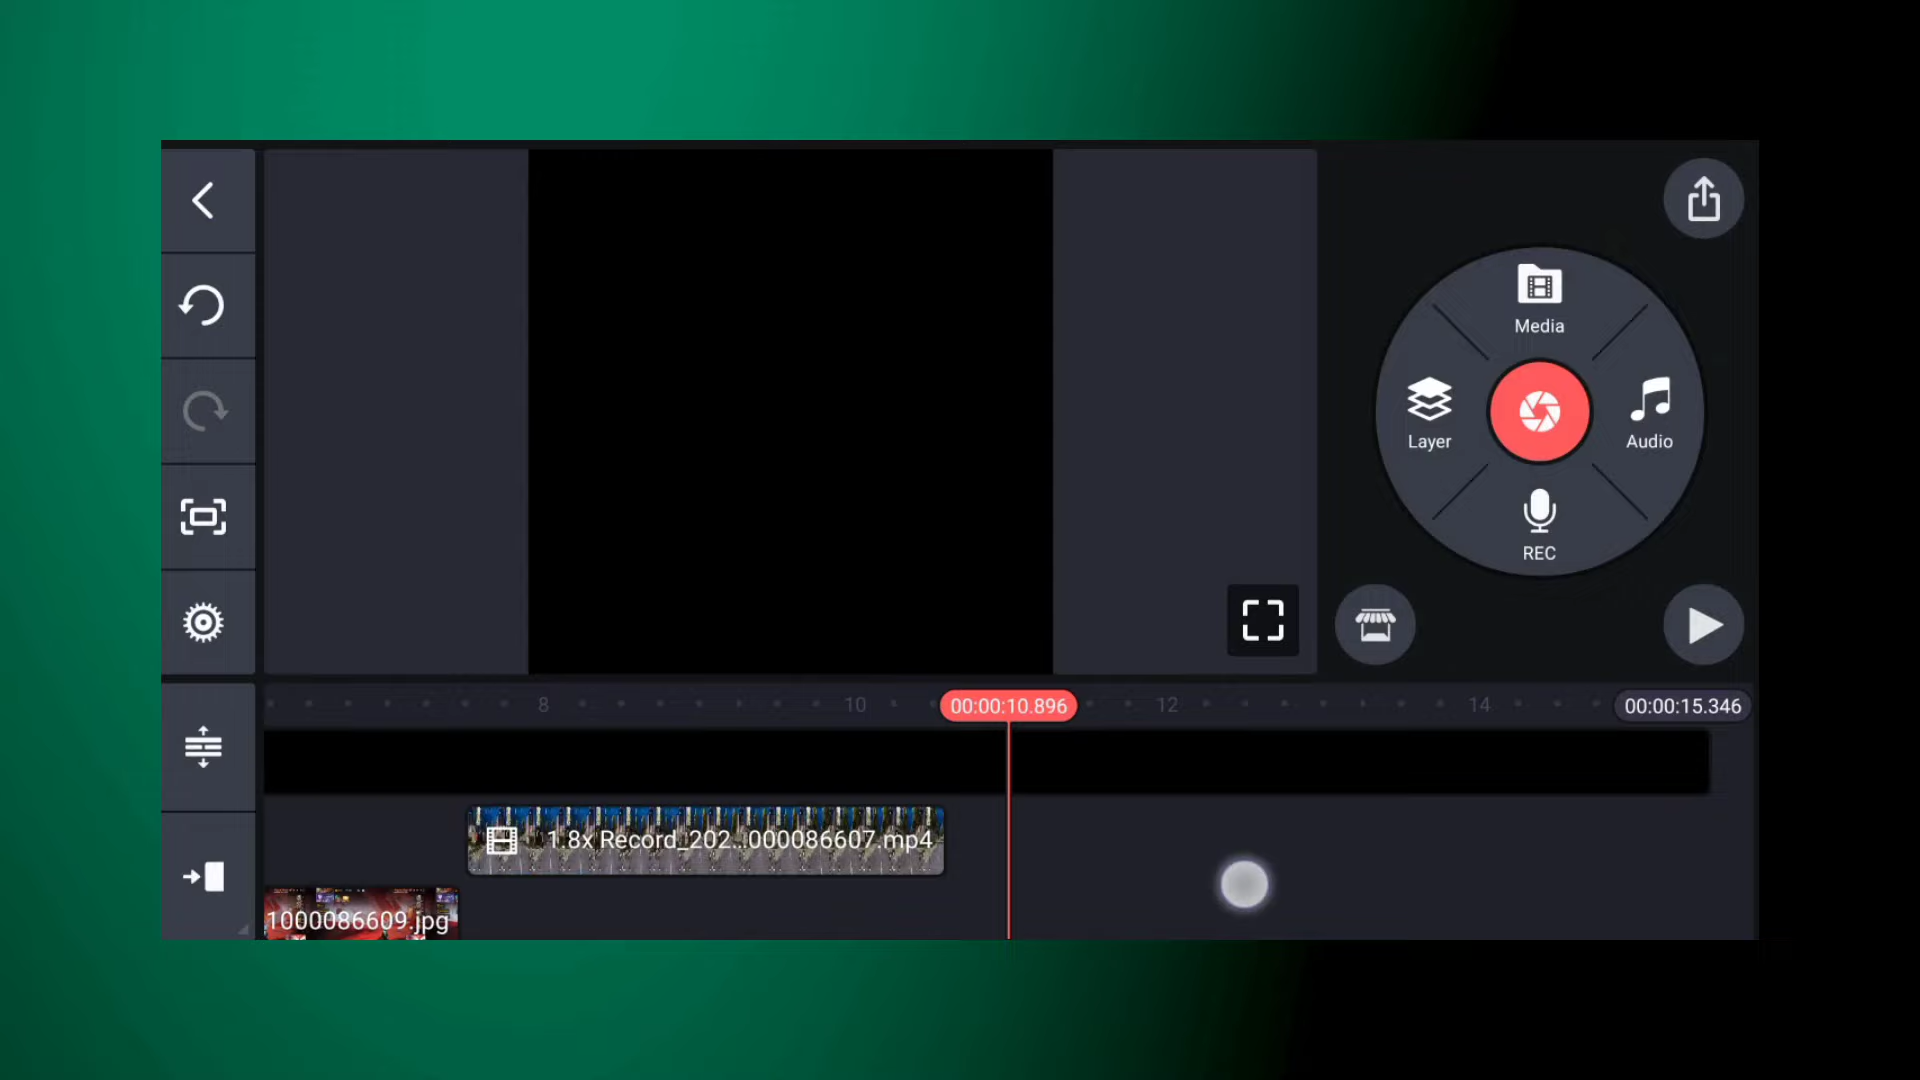 Media
Layer
Audio
REC
8
10
00:00:10.896
12
14
00:00:15.346
1.8x Record_202...000086607.mp4
1000086609.jpg